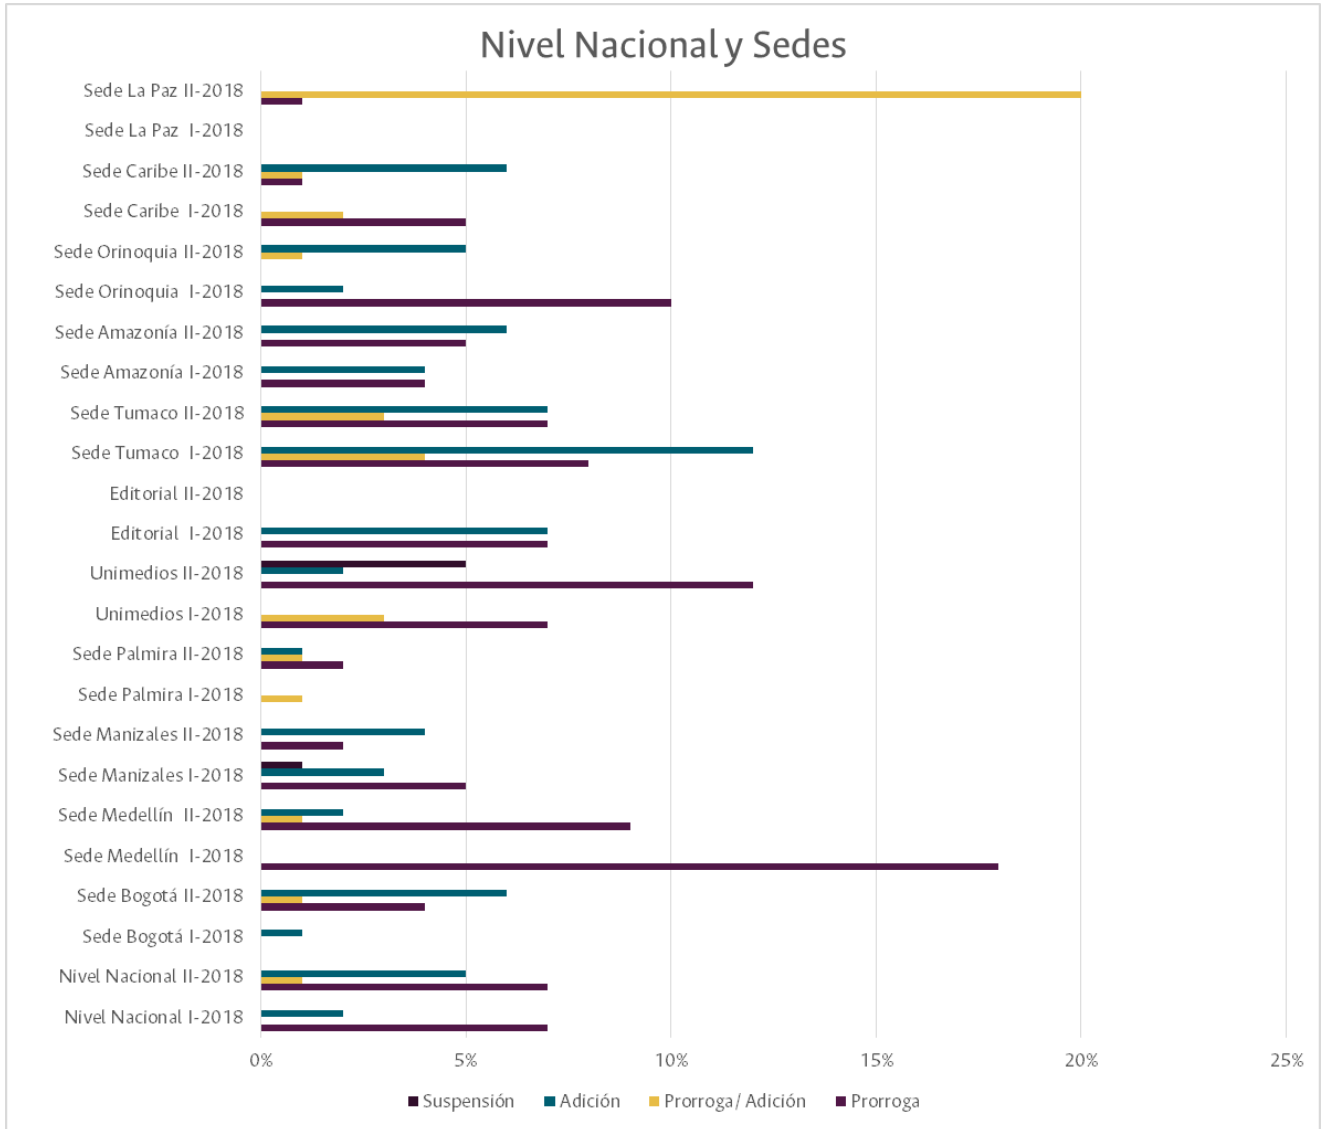 Nivel Nacional y Sedes
Sede La Paz II-2018
Sede La Paz I-2018
Sede Caribe II-2018
Sede Caribe I-2018
Sede Orinoquia II-2018
Sede Orinoquia I-2018
Sede Amazonía II-2018
Sede Amazonía I-2018
Sede Tumaco II-2018
Sede Tumaco I-2018
Editorial II-2018
Editorial I-2018
Unimedios II-2018
Unimedios I-2018
Sede Palmira II-2018
Sede Palmira I-2018
Sede Manizales II-2018
Sede Manizales I-2018
Sede Medellín II-2018
Sede Medellín I-2018
Sede Bogotá II-2018
Sede Bogotá I-2018
Nivel Nacional II-2018
Nivel Nacional I-2018
0% 5% 10% 15% 20% 25%
Suspensión Adición Prorroga/ Adición Prorroga